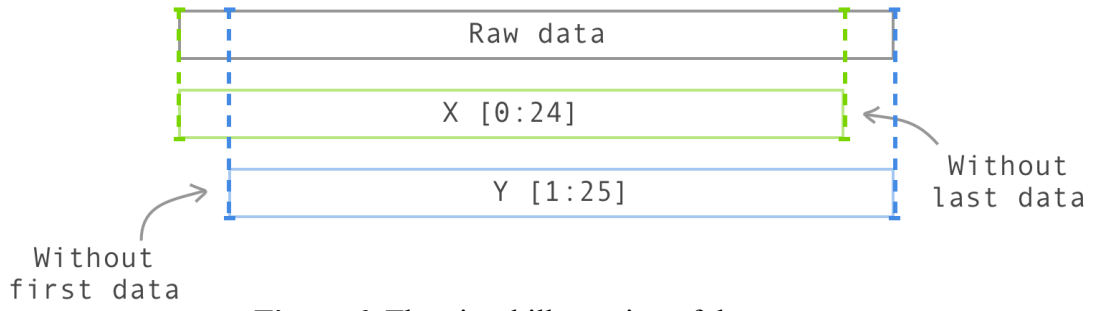 Raw data
X [0:24]
Without
last data
Y [1:25]
Without
first data